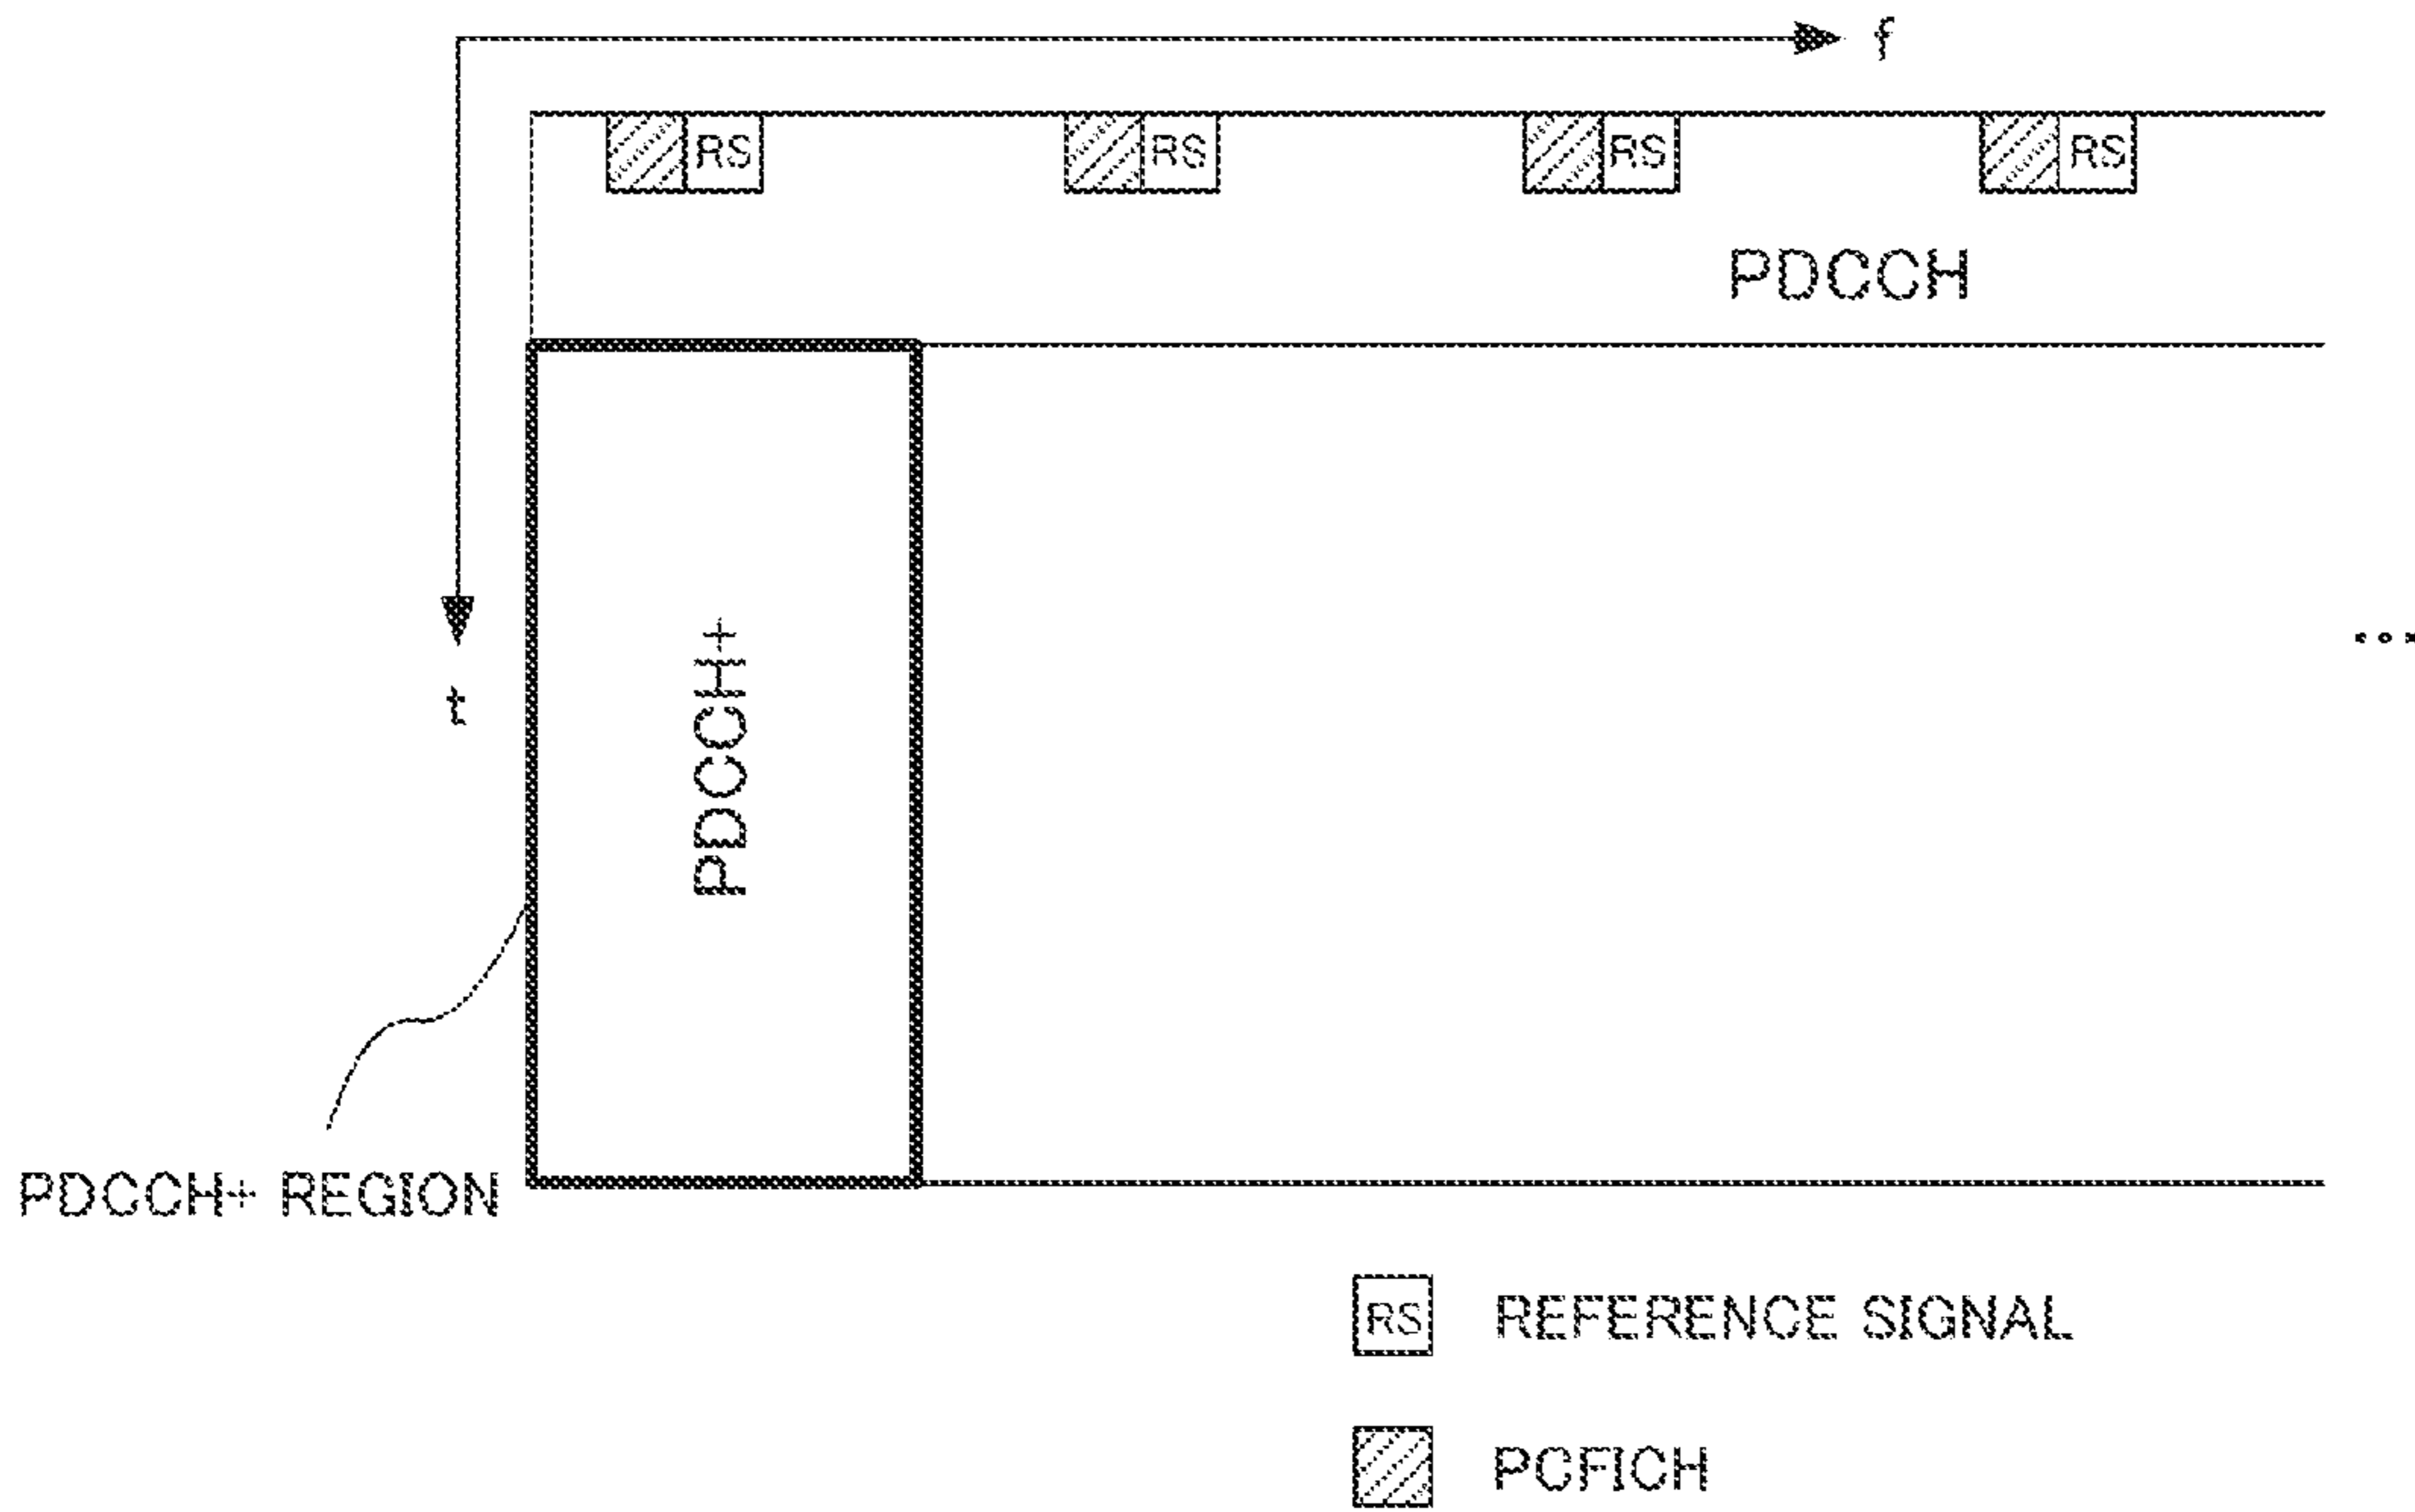 f
RS RS RS RS
PDCCH
PDCCH+
t
...
PDCCH+ REGION
RS REFERENCE SIGNAL
PCFICH